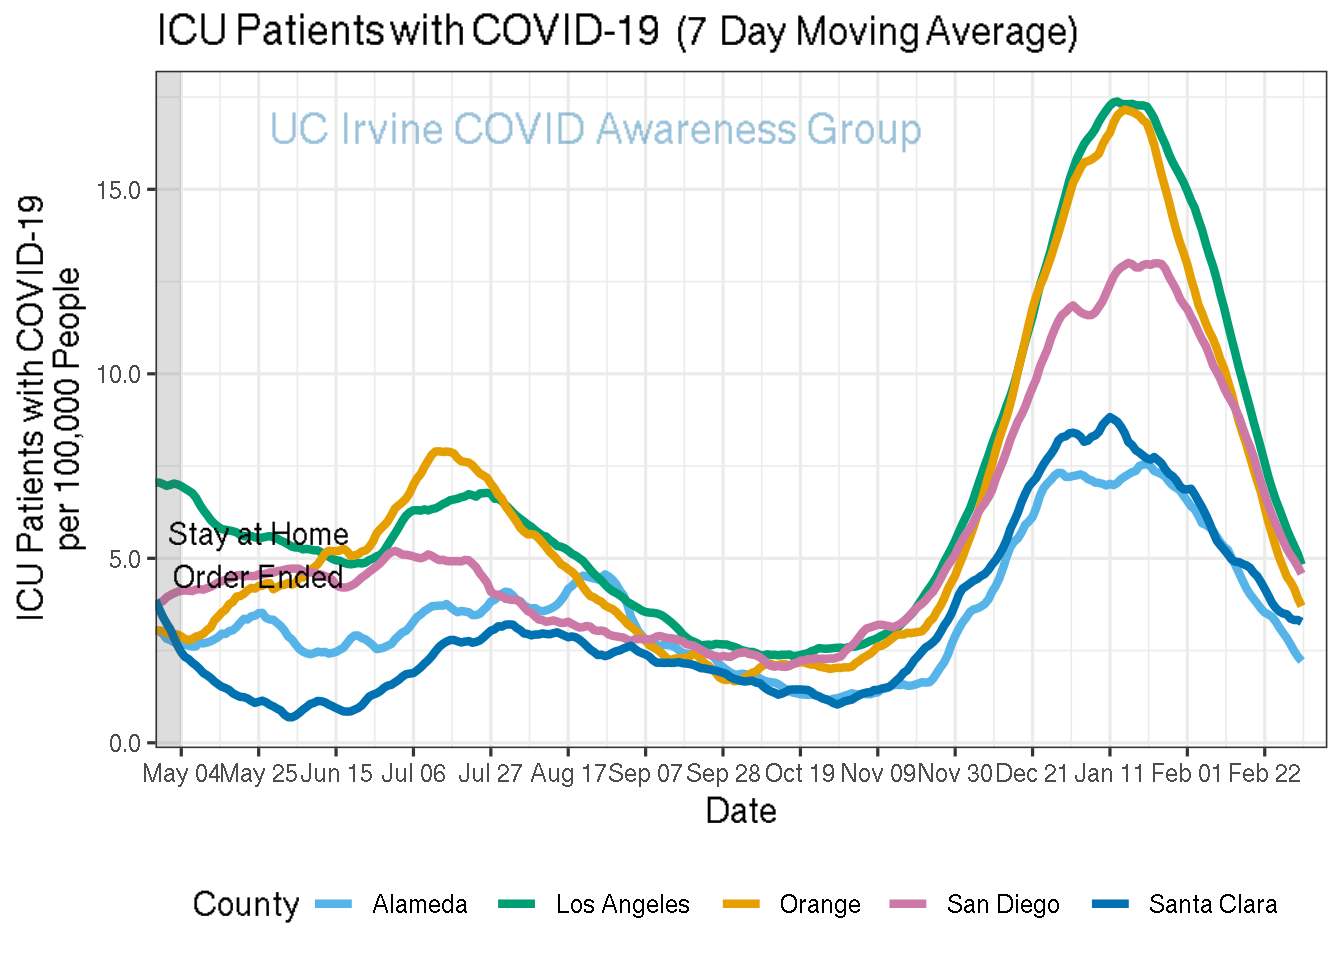 ICU Patients with COVID-19 (7 Day Moving Average)
UC Irvine COVID Awareness Group
ICU Patients with COVID-19
per 100,000 People
15.0
10.0
5.0
0.0
Stay at Home
Order Ended
May 04 May 25 Jun 15 Jul 06 Jul 27 Aug 17 Sep 07 Sep 28 Oct 19 Nov 09 Nov 30 Dec 21 Jan 11 Feb 01 Feb 22
Date
County Alameda Los Angeles Orange San Diego Santa Clara